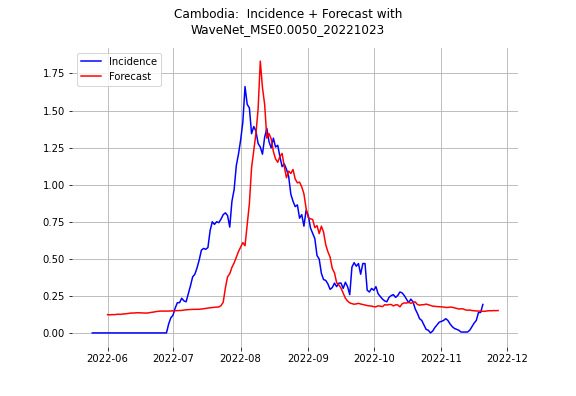 Cambodia:  Incidence + Forecast with
WaveNet_MSE0.0050_20221023
Incidence
Forecast
1.75
1.50
1.25
1.00
0.75
0.50
0.25
0.00
2022-06 2022-07 2022-08 2022-09 2022-10 2022-11 2022-12